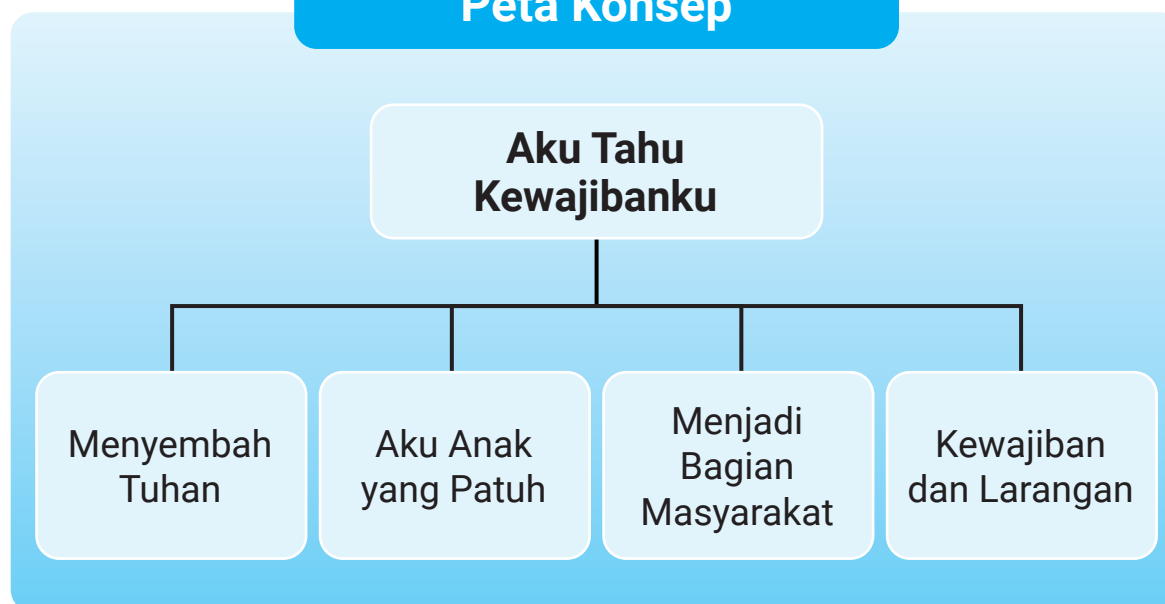 Peta Konsep
Aku Tahu
Kewajibanku
Menyembah
Tuhan
Aku Anak
yang Patuh
Menjadi
Bagian
Masyarakat
Kewajiban
dan Larangan